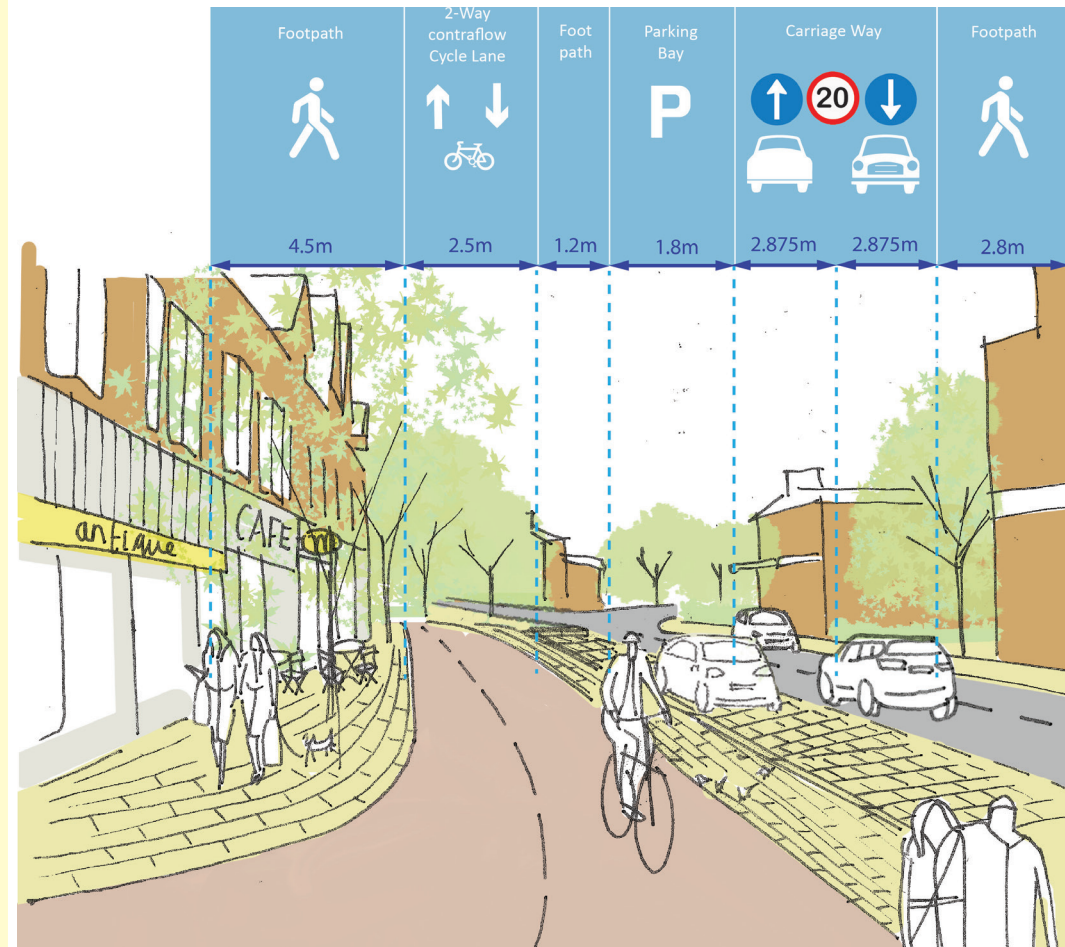 Footpath
2-Way
contraflow
Cycle Lane
Foot
path
Parking
Bay
Carriage Way
Footpath
P
20
4.5m
2.5m
1.2m
1.8m
2.875m
2.875m
2.8m
antique
CAFE